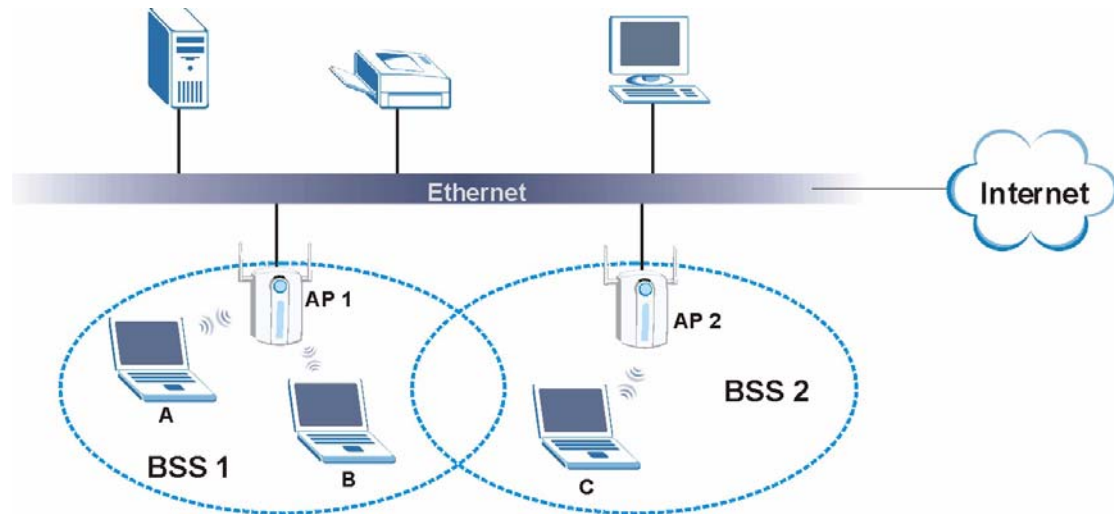 Ethernet
Internet
AP 1
AP 2
A
B
C
BSS 1
BSS 2